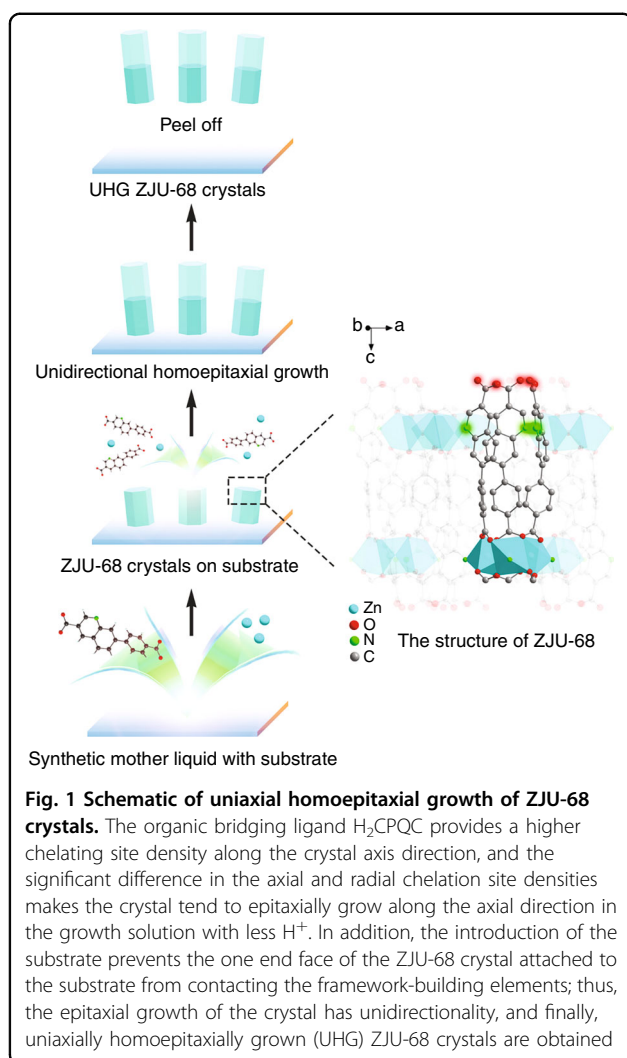 Peel off
UHG ZJU-68 crystals
Unidirectional homoepitaxial growth
b
a
c
ZJU-68 crystals on substrate
Zn
O
N
C
The structure of ZJU-68
Synthetic mother liquid with substrate
Fig. 1 Schematic of uniaxial homoepitaxial growth of ZJU-68
crystals. The organic bridging ligand H₂CPQC provides a higher
chelating site density along the crystal axis direction, and the
significant difference in the axial and radial chelation site densities
makes the crystal tend to epitaxially grow along the axial direction in
the growth solution with less H⁺. In addition, the introduction of the
substrate prevents the one end face of the ZJU-68 crystal attached to
the substrate from contacting the framework-building elements; thus,
the epitaxial growth of the crystal has unidirectionality, and finally,
uniaxially homoepitaxially grown (UHG) ZJU-68 crystals are obtained